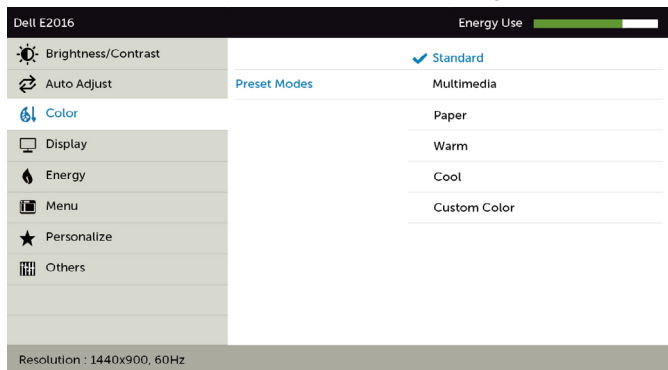 Dell E2016
Energy Use
Brightness/Contrast
Standard
Auto Adjust
Preset Modes
Multimedia
Color
Paper
Display
Warm
Energy
Cool
Menu
Custom Color
Personalize
Others
Resolution : 1440x900, 60Hz